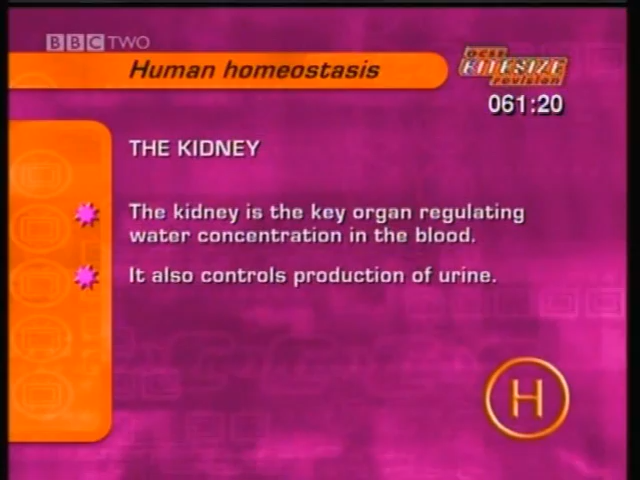 BBC TWO
Human homeostasis
GCSE
BITESIZE
revision
061:20
THE KIDNEY
The kidney is the key organ regulating
water concentration in the blood.
It also controls production of urine.
H